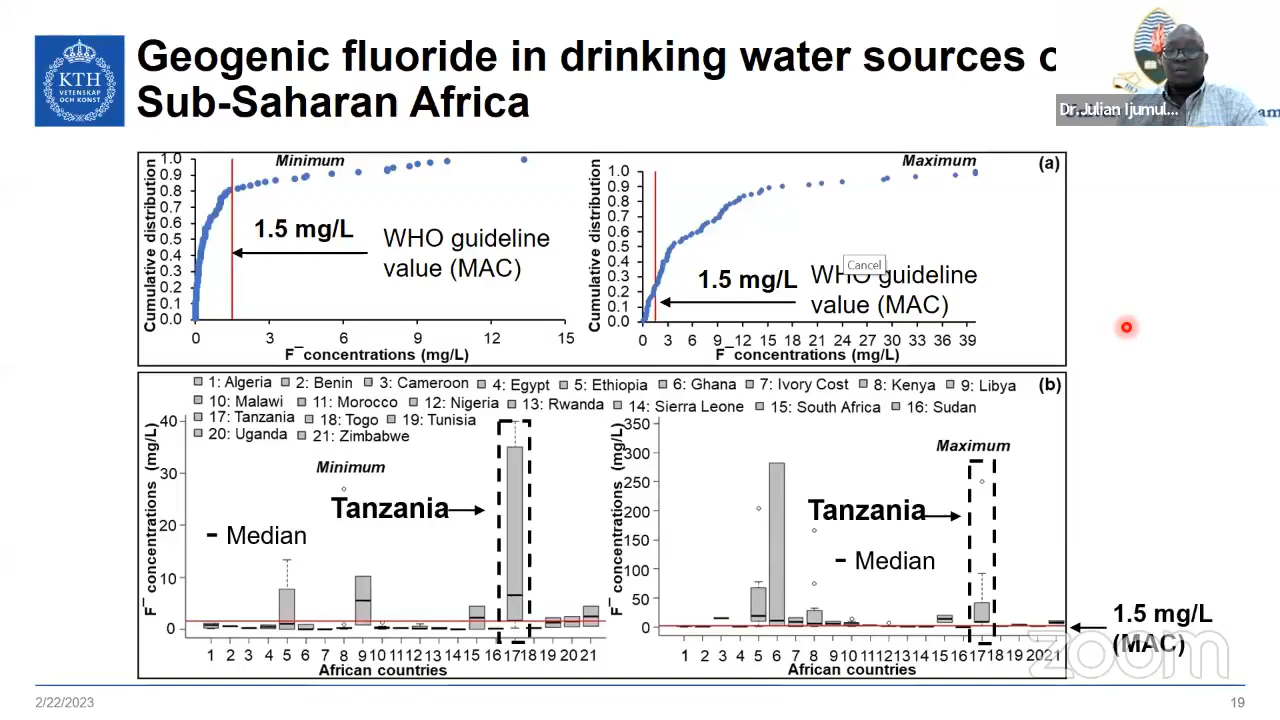 Geogenic fluoride in drinking water sources
Sub-Saharan Africa
KTH
VETENSKAP
OCH KONST
Dr.Julian Ijumul...
am
Minimum
Maximum
(a)
Cumulative distribution
1.0
0.9
0.8
0.7
0.6
0.5
0.4
0.3
0.2
0.1
0.0
1.5 mg/L
WHO guideline
value (MAC)
0 3 6 9 12 15
F¯concentrations (mg/L)
Cumulative distribution
1.0
0.9
0.8
0.7
0.6
0.5
0.4
0.3
0.2
0.1
0.0
1.5 mg/L
WHO guideline
value (MAC)
Cancel
0 3 6 9 12 15 18 21 24 27 30 33 36 39
F¯concentrations (mg/L)
(b)
1: Algeria 2: Benin 3: Cameroon 4: Egypt 5: Ethiopia 6: Ghana 7: Ivory Cost 8: Kenya 9: Libya
10: Malawi 11: Morocco 12: Nigeria 13: Rwanda 14: Sierra Leone 15: South Africa 16: Sudan
17: Tanzania 18: Togo 19: Tunisia
20: Uganda 21: Zimbabwe
F¯ concentrations (mg/L)
40
30
20
10
0
Minimum
Tanzania
- Median
1 2 3 4 5 6 7 8 9 10 11 12 13 14 15 16 17 18 19 20 21
African countries
F¯ concentrations (mg/L)
350
300
250
200
150
100
50
0
Maximum
Tanzania
- Median
1 2 3 4 5 6 7 8 9 10 11 12 13 14 15 16 17 18 19 20 21
African countries
1.5 mg/L
(MAC)
zoom
2/22/2023
19